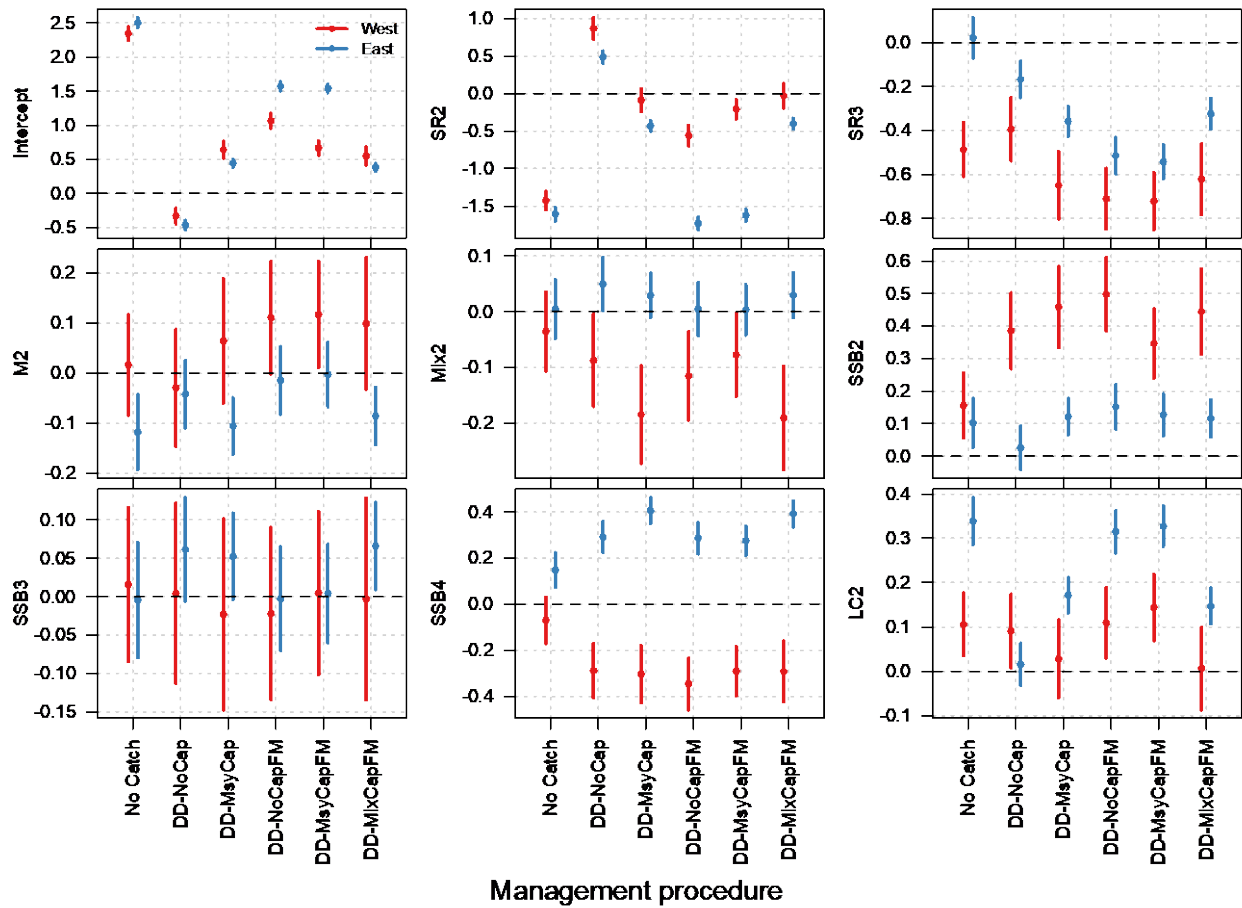 Intercept
2.5
2.0
1.5
1.0
0.5
0.0
-0.5
West
East
SR2
1.0
0.5
0.0
-0.5
-1.0
-1.5
SR3
0.0
-0.2
-0.4
-0.6
-0.8
M2
0.2
0.1
0.0
-0.1
-0.2
Mix2
0.1
0.0
-0.1
-0.2
SSB2
0.6
0.5
0.4
0.3
0.2
0.1
0.0
SSB3
0.10
0.05
0.00
-0.05
-0.10
-0.15
SSB4
0.4
0.2
0.0
-0.2
-0.4
LC2
0.4
0.3
0.2
0.1
0.0
-0.1
No Catch
DD-NoCap
DD-MsyCap
DD-NoCapFM
DD-MsyCapFM
DD-MixCapFM
No Catch
DD-NoCap
DD-MsyCap
DD-NoCapFM
DD-MsyCapFM
DD-MixCapFM
No Catch
DD-NoCap
DD-MsyCap
DD-NoCapFM
DD-MsyCapFM
DD-MixCapFM
Management procedure